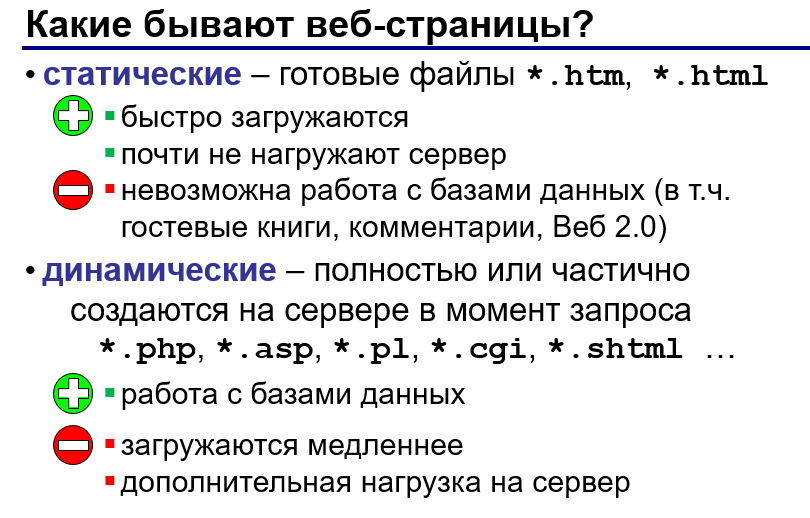 Какие бывают веб-страницы?
• статические – готовые файлы *.htm, *.html
▪ быстро загружаются
▪ почти не нагружают сервер
▪ невозможна работа с базами данных (в т.ч.
гостевые книги, комментарии, Веб 2.0)
• динамические – полностью или частично
создаются на сервере в момент запроса
*.php, *.asp, *.pl, *.cgi, *.shtml …
▪ работа с базами данных
▪ загружаются медленнее
▪ дополнительная нагрузка на сервер